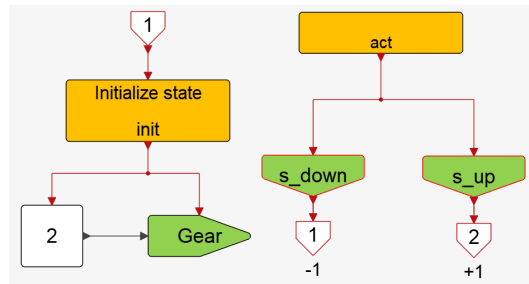 1
Initialize state
init
2
Gear
act
s_down
s_up
1
2
-1
+1